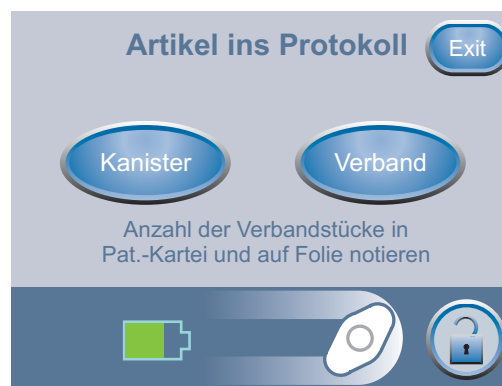 Artikel ins Protokoll
Exit
Kanister
Verband
Anzahl der Verbandstücke in
Pat.-Kartei und auf Folie notieren